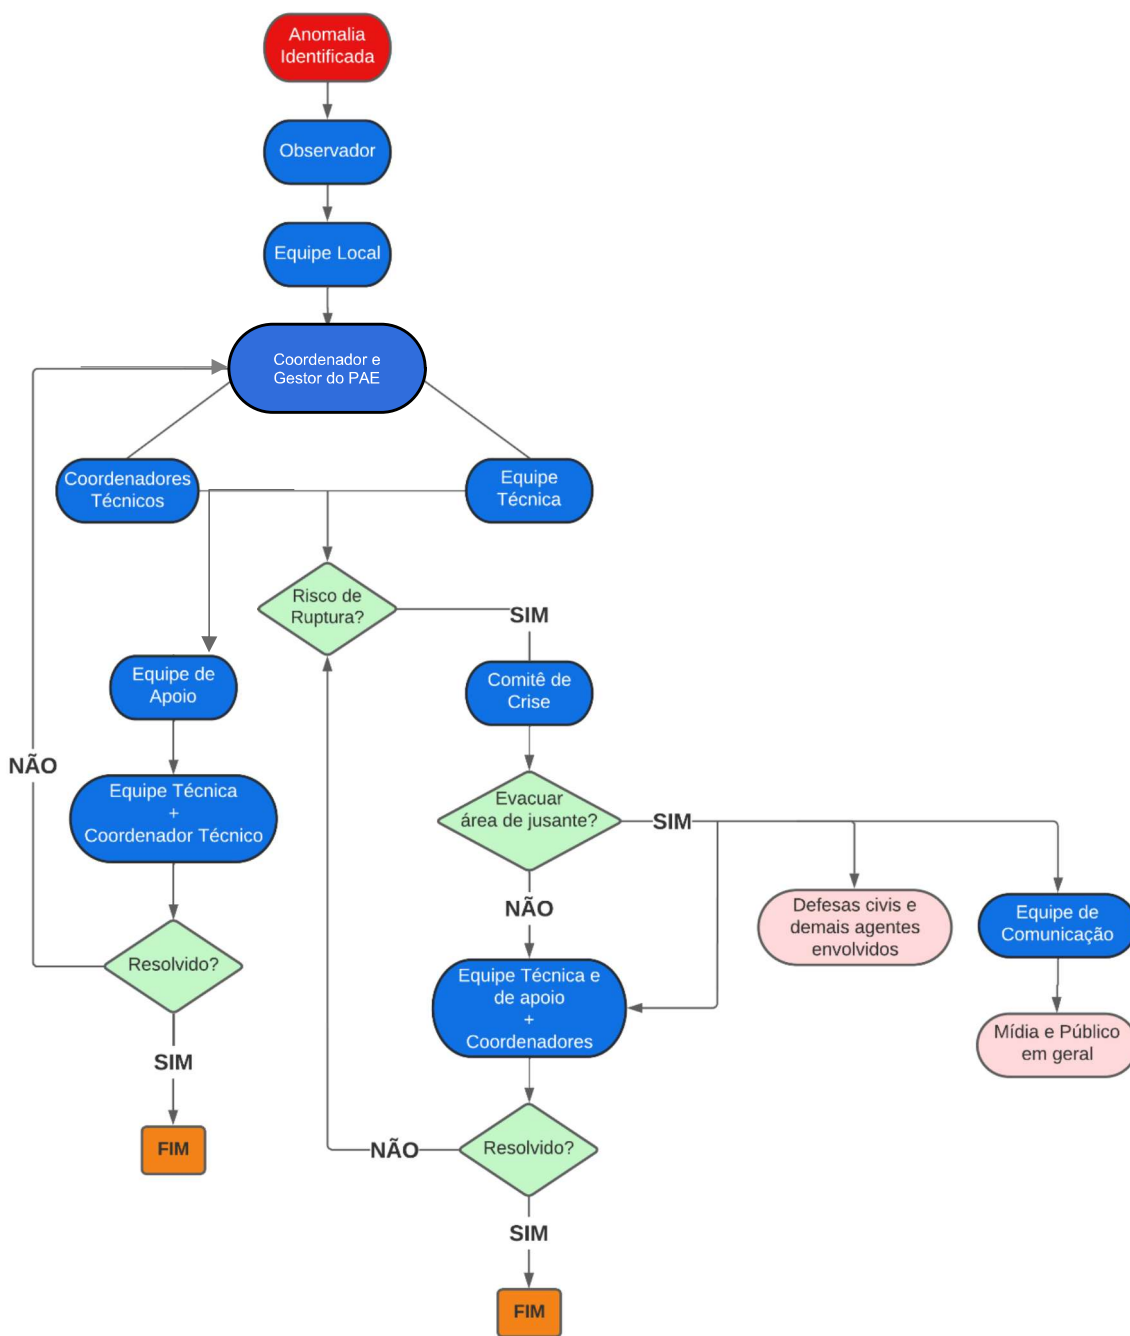 Anomalia
Identificada
Observador
Equipe Local
Coordenador e
Gestor do PAE
Coordenadores
Técnicos
Equipe
Técnica
Risco de
Ruptura?
SIM
Equipe de
Apoio
Comitê de
Crise
NÃO
Equipe Técnica
+
Coordenador Técnico
Evacuar
área de jusante?
SIM
NÃO
Defesas civis e
demais agentes
envolvidos
Equipe de
Comunicação
Resolvido?
Equipe Técnica e
de apoio
+
Coordenadores
Mídia e Público
em geral
SIM
FIM
NÃO
Resolvido?
SIM
FIM